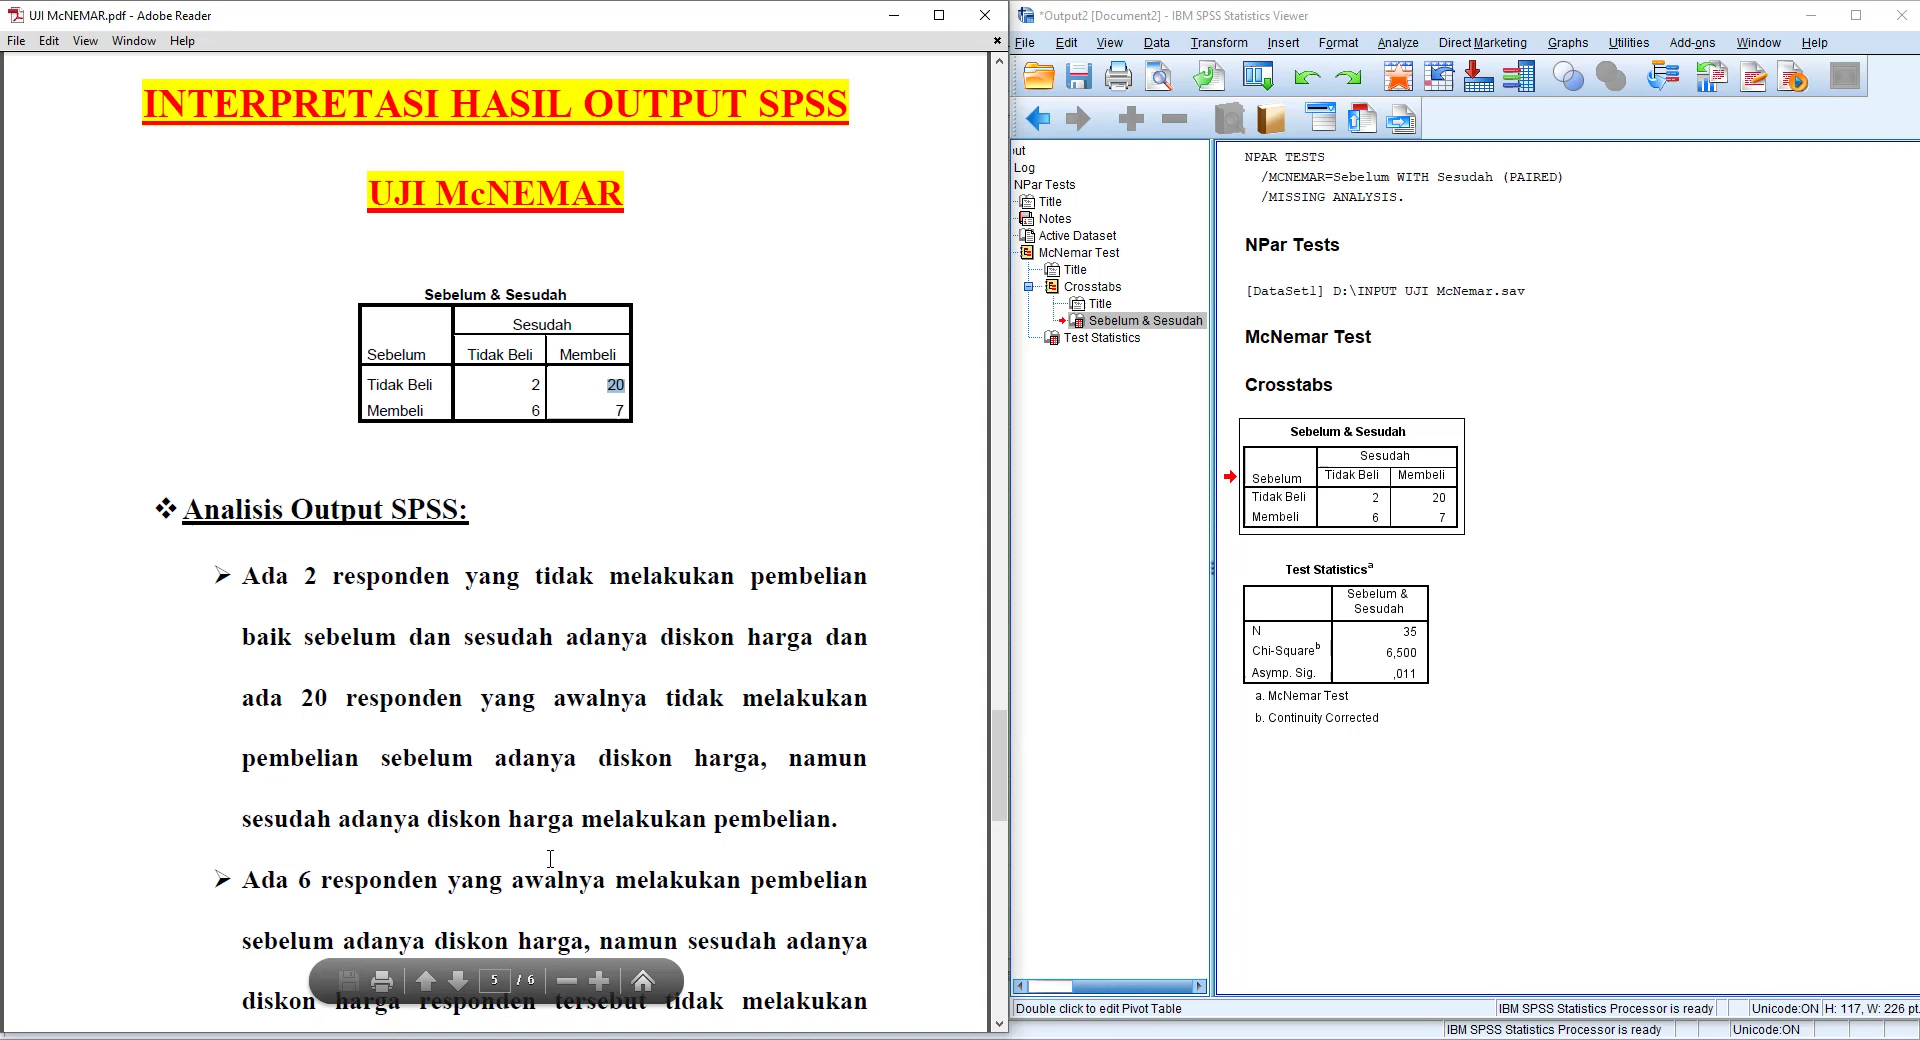 UJI McNEMAR.pdf - Adobe Reader
File Edit View Window Help
INTERPRETASI HASIL OUTPUT SPSS
UJI McNEMAR
Sebelum & Sesudah
Sesudah
Sebelum Tidak Beli Membeli
Tidak Beli 2 20
Membeli 6 7
❖ Analisis Output SPSS:
➢ Ada 2 responden yang tidak melakukan pembelian
baik sebelum dan sesudah adanya diskon harga dan
ada 20 responden yang awalnya tidak melakukan
pembelian sebelum adanya diskon harga, namun
sesudah adanya diskon harga melakukan pembelian.
➢ Ada 6 responden yang awalnya melakukan pembelian
sebelum adanya diskon harga, namun sesudah adanya
diskon harga responden tersebut tidak melakukan
5 / 6
*Output2 [Document2] - IBM SPSS Statistics Viewer
File Edit View Data Transform Insert Format Analyze Direct Marketing Graphs Utilities Add-ons Window Help
ut
Log
NPar Tests
Title
Notes
Active Dataset
McNemar Test
Title
Crosstabs
Title
Sebelum & Sesudah
Test Statistics
NPAR TESTS
/MCNEMAR=Sebelum WITH Sesudah (PAIRED)
/MISSING ANALYSIS.
NPar Tests
[DataSet1] D:\INPUT UJI McNemar.sav
McNemar Test
Crosstabs
Sebelum & Sesudah
Sesudah
Sebelum Tidak Beli Membeli
Tidak Beli 2 20
Membeli 6 7
Test Statisticsa
Sebelum &
Sesudah
N 35
Chi-Squareb 6,500
Asymp. Sig. ,011
a. McNemar Test
b. Continuity Corrected
Double click to edit Pivot Table IBM SPSS Statistics Processor is ready Unicode:ON H: 117, W: 226 pt.
IBM SPSS Statistics Processor is ready Unicode:ON